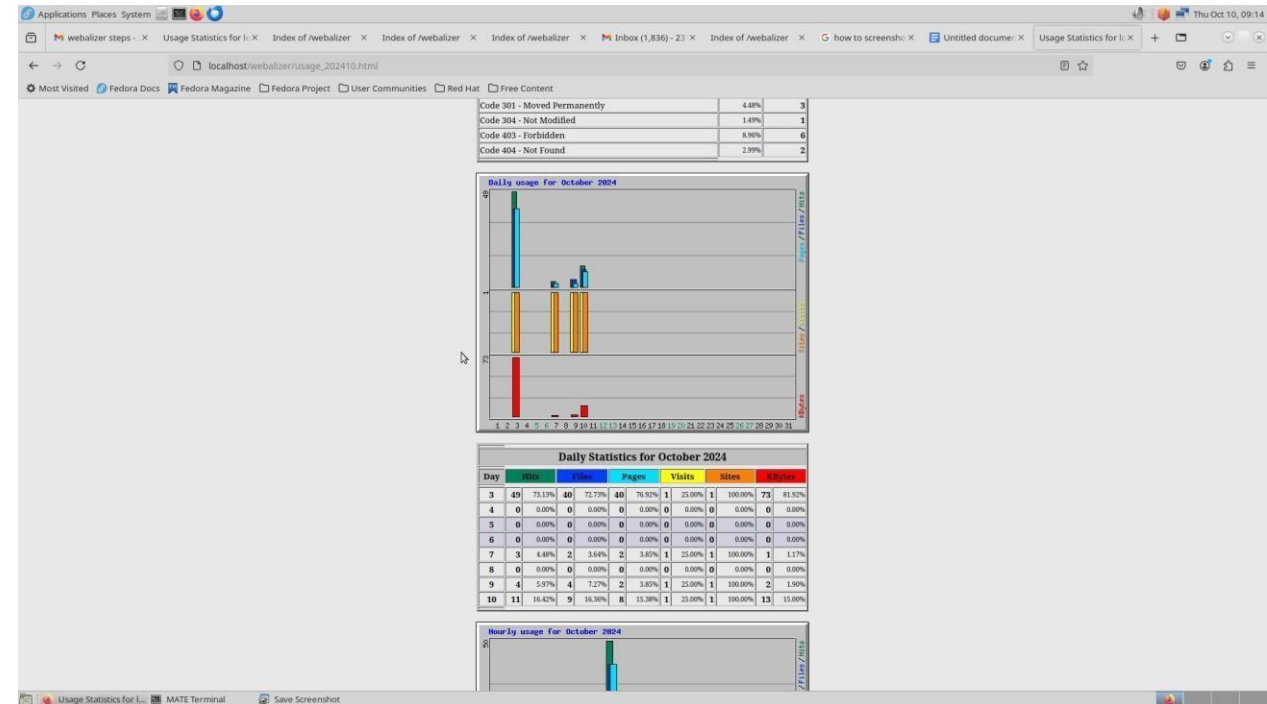 Applications Places System Thu Oct 10, 09:14
webalizer steps - Usage Statistics for lc Index of /webalizer Index of /webalizer Index of /webalizer Inbox (1,836) - 23 Index of /webalizer how to screensho Untitled documen Usage Statistics for lc
localhost/webalizer/usage_202410.html
Most Visited Fedora Docs Fedora Magazine Fedora Project User Communities Red Hat Free Content
Code 301 - Moved Permanently 4.48% 3
Code 304 - Not Modified 1.49% 1
Code 403 - Forbidden 8.96% 6
Code 404 - Not Found 2.99% 2
Daily usage for October 2024
49
Pages/Files/Hits
1
Sites/Visits
73
KBytes
1 2 3 4 5 6 7 8 9 10 11 12 13 14 15 16 17 18 19 20 21 22 23 24 25 26 27 28 29 30 31
Daily Statistics for October 2024
Day Hits Files Pages Visits Sites KBytes
3 49 73.13% 40 72.73% 40 76.92% 1 25.00% 1 100.00% 73 81.92%
4 0 0.00% 0 0.00% 0 0.00% 0 0.00% 0 0.00% 0 0.00%
5 0 0.00% 0 0.00% 0 0.00% 0 0.00% 0 0.00% 0 0.00%
6 0 0.00% 0 0.00% 0 0.00% 0 0.00% 0 0.00% 0 0.00%
7 3 4.48% 2 3.64% 2 3.85% 1 25.00% 1 100.00% 1 1.17%
8 0 0.00% 0 0.00% 0 0.00% 0 0.00% 0 0.00% 0 0.00%
9 4 5.97% 4 7.27% 2 3.85% 1 25.00% 1 100.00% 2 1.90%
10 11 16.42% 9 16.36% 8 15.38% 1 25.00% 1 100.00% 13 15.00%
Hourly usage for October 2024
50
/Files/Hits
Usage Statistics for l... MATE Terminal Save Screenshot